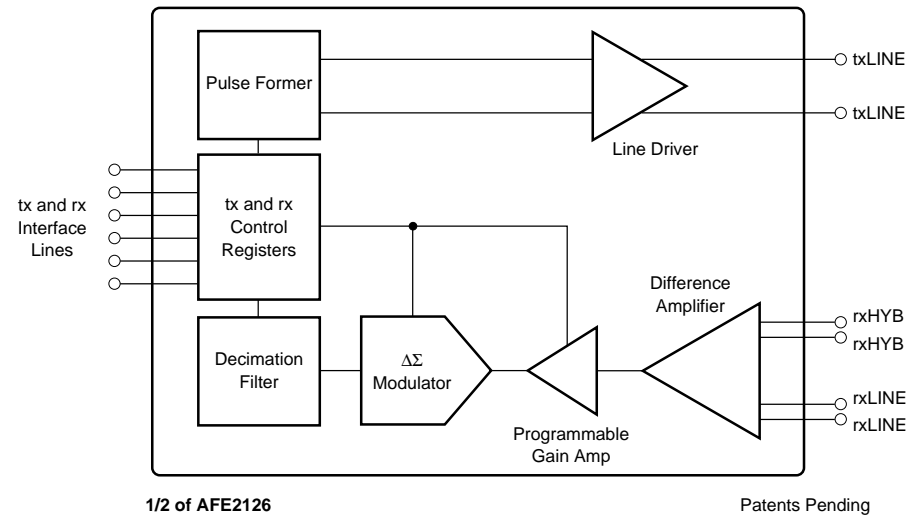 Pulse Former
txLINE
txLINE
Line Driver
tx and rx
Interface
Lines
tx and rx
Control
Registers
Difference
Amplifier
rxHYB
rxHYB
Decimation
Filter
ΔΣ
Modulator
rxLINE
rxLINE
Programmable
Gain Amp
1/2 of AFE2126
Patents Pending